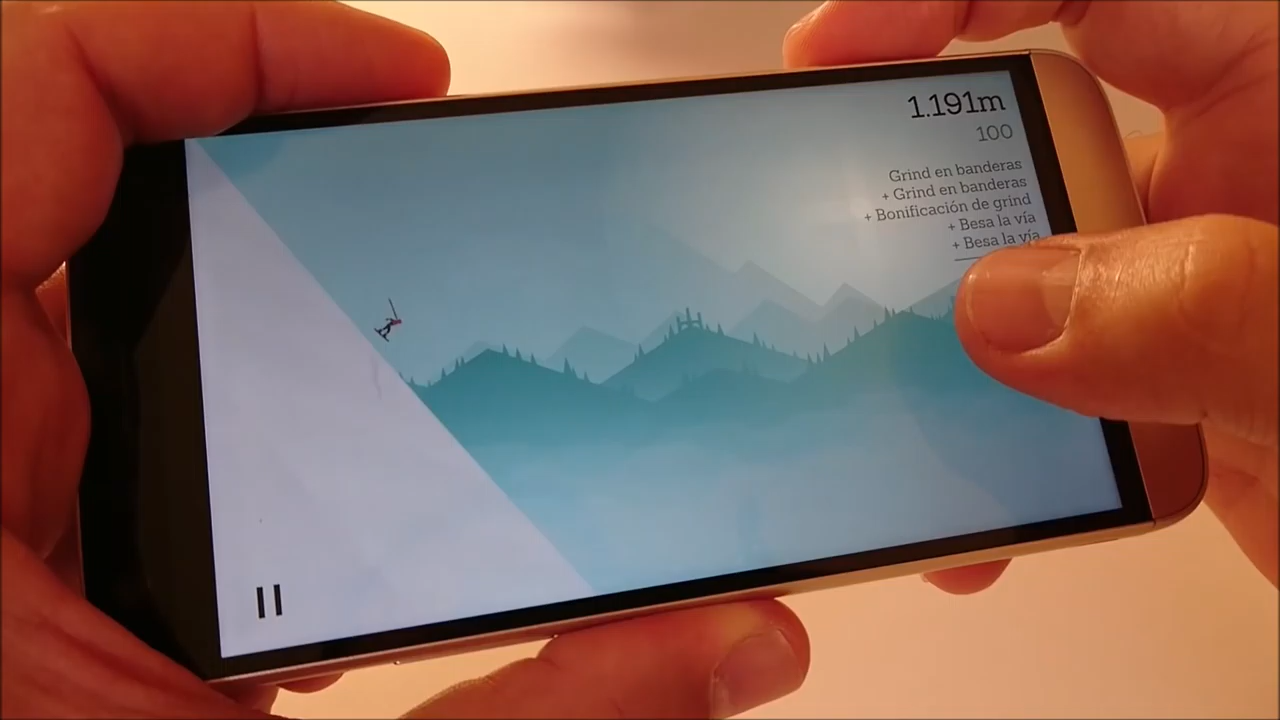 1.191m
100
Grind en banderas
+ Grind en banderas
+ Bonificación de grind
+ Besa la vía
+ Besa la vía